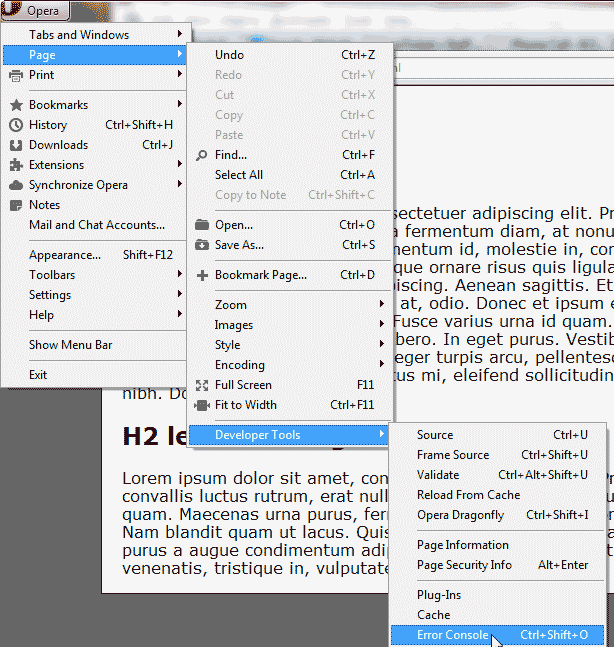 Opera
Tabs and Windows
Page
Print
Bookmarks
History Ctrl+Shift+H
Downloads Ctrl+J
Extensions
Synchronize Opera
Notes
Mail and Chat Accounts...
Appearance... Shift+F12
Toolbars
Settings
Help
Show Menu Bar
Exit
Undo Ctrl+Z
Redo Ctrl+Y
Cut Ctrl+X
Copy Ctrl+C
Paste Ctrl+V
Find... Ctrl+F
Select All Ctrl+A
Copy to Note Ctrl+Shift+C
Open... Ctrl+O
Save As... Ctrl+S
Bookmark Page... Ctrl+D
Zoom
Images
Style
Encoding
Full Screen F11
Fit to Width Ctrl+F11
Developer Tools
Source Ctrl+U
Frame Source Ctrl+Shift+U
Validate Ctrl+Alt+Shift+U
Reload From Cache
Opera Dragonfly Ctrl+Shift+I
Page Information
Page Security Info Alt+Enter
Plug-Ins
Cache
Error Console Ctrl+Shift+O
sectetuer adipiscing elit. Pr
a fermentum diam, at nonu
mentum id, molestie in, con
que ornare risus quis ligula
piscing. Aenean sagittis. Et
at, odio. Donec et ipsum e
Fusce varius urna id quam.
bero. In eget purus. Vestib
eger turpis arcu, pellentesc
us mi, eleifend sollicitudin
nibh. Do
H2 le
Lorem ipsum dolor sit amet, con
convallis luctus rutrum, erat null
quam. Maecenas urna purus, fer
Nam blandit quam ut lacus. Quis
purus a augue condimentum adip
venenatis, tristique in, vulputate